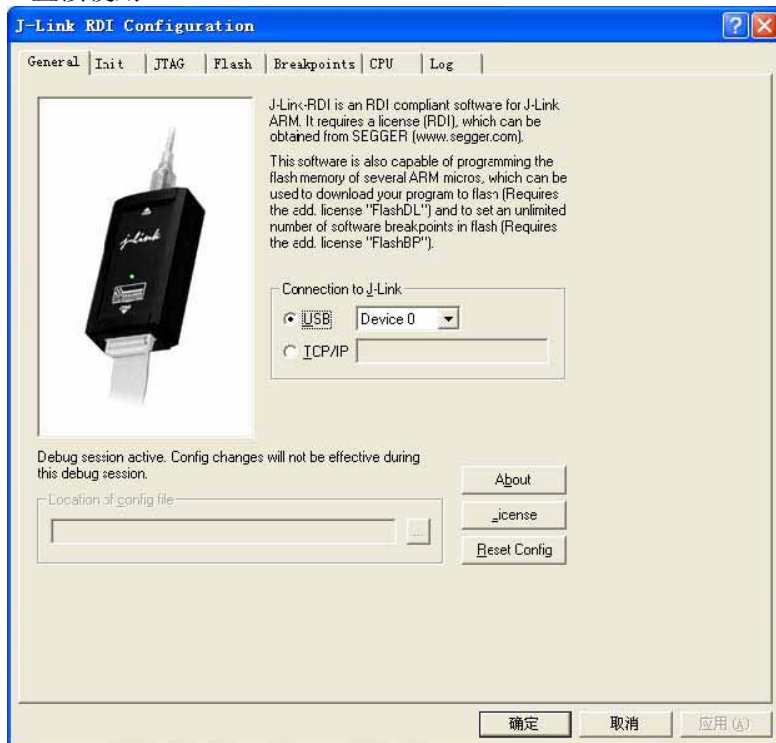 J-Link RDI Configuration
General Init JTAG Flash Breakpoints CPU Log
J-Link-RDI is an RDI compliant software for J-Link
ARM. It requires a license (RDI), which can be
obtained from SEGGER (www.segger.com).
This software is also capable of programming the
flash memory of several ARM micros, which can be
used to download your program to flash (Requires
the add. license "FlashDL") and to set an unlimited
number of software breakpoints in flash (Requires
the add. license "FlashBP").
j-link
Connection to J-Link
USB Device 0
TCP/IP
Debug session active. Config changes will not be effective during
this debug session.
Location of config file
...
About
License
Reset Config
确定 取消 应用(A)